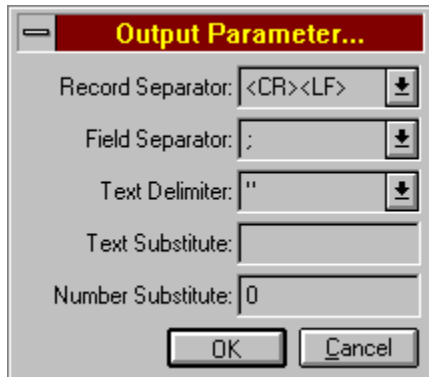 Output Parameter...
Record Separator: <CR><LF>
Field Separator: ;
Text Delimiter: "
Text Substitute:
Number Substitute: 0
OK Cancel